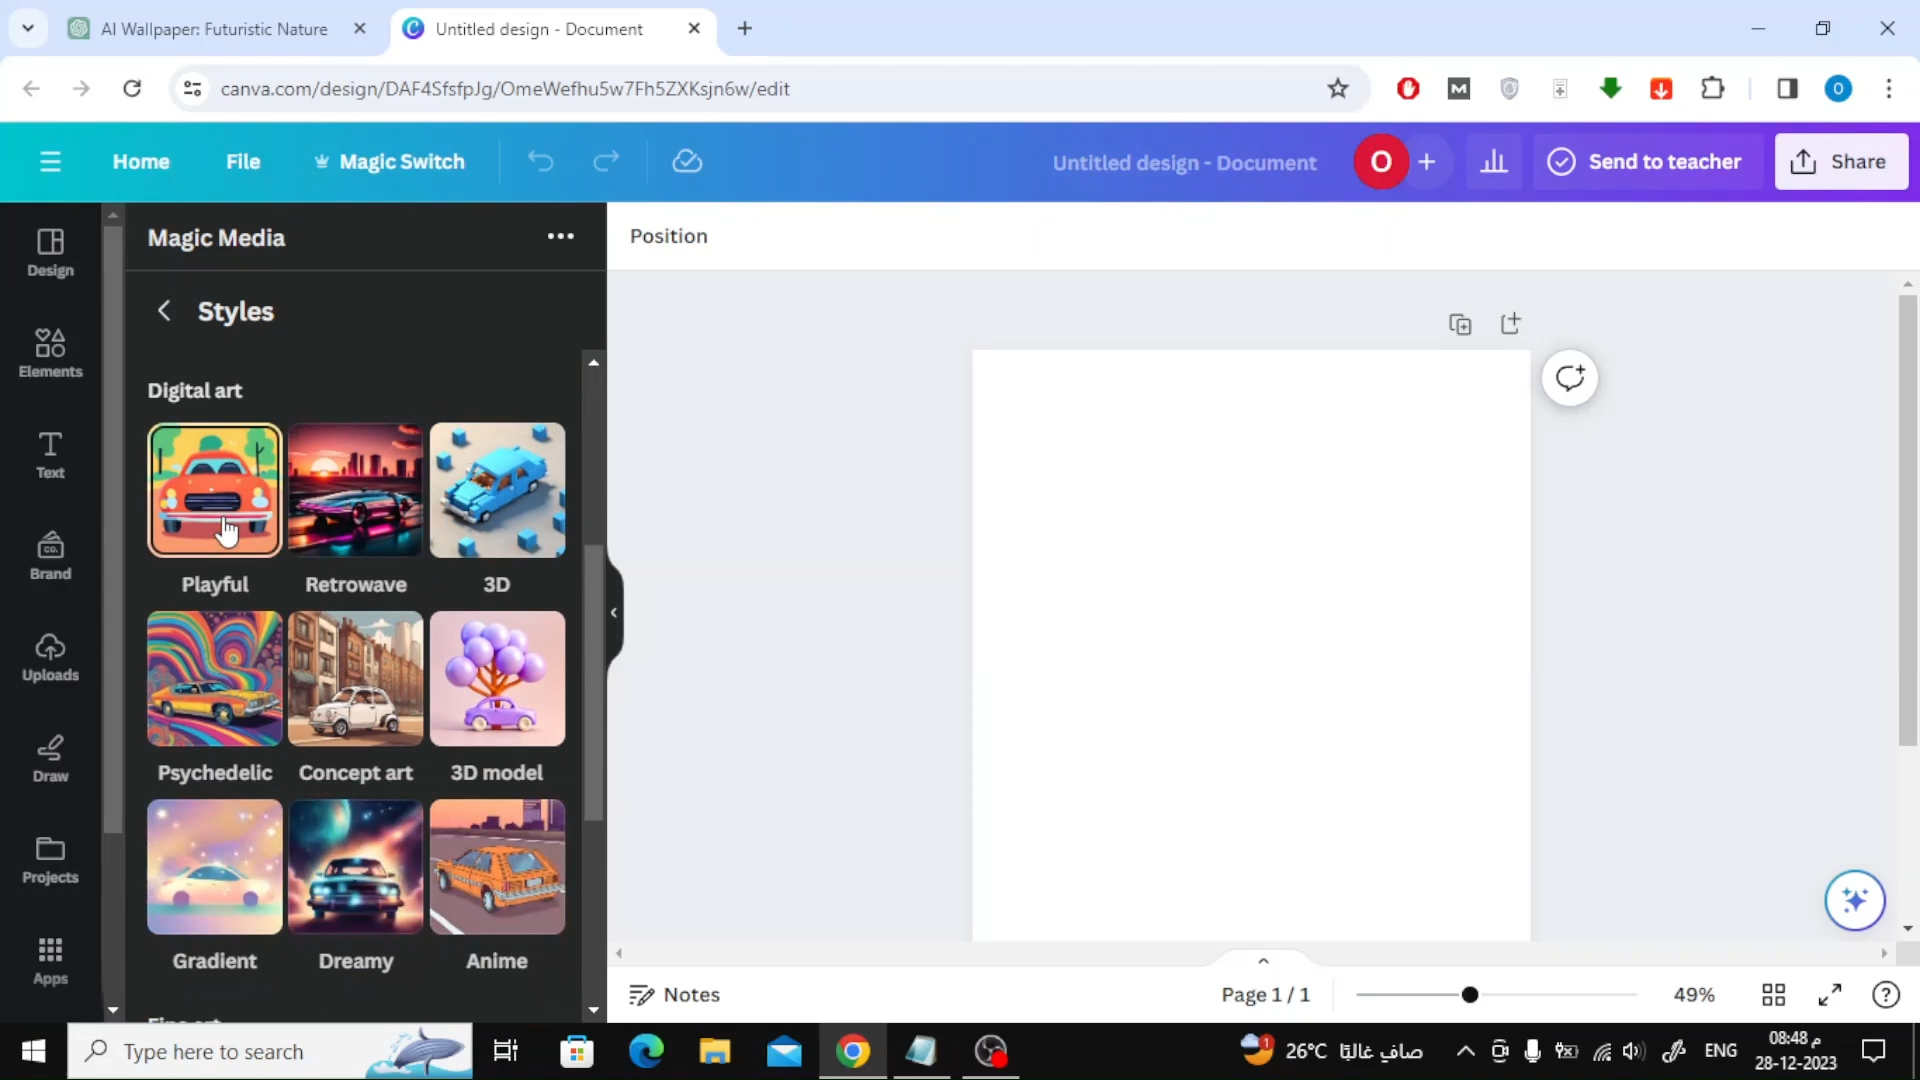 AI Wallpaper: Futuristic Nature
Untitled design - Document
canva.com/design/DAF4SfsfpJg/OmeWefhu5w7Fh5ZXKsjn6w/edit
M
O
Home
File
Magic Switch
Untitled design - Document
O
Send to teacher
Share
Design
Elements
Text
CO.
Brand
Uploads
Draw
Projects
Apps
Magic Media
Styles
Digital art
Playful
Retrowave
3D
Psychedelic
Concept art
3D model
Gradient
Dreamy
Anime
Position
Notes
Page 1 / 1
49%
Type here to search
1
26°C
صافٍ غالبًا
ENG
08:48 م
28-12-2023